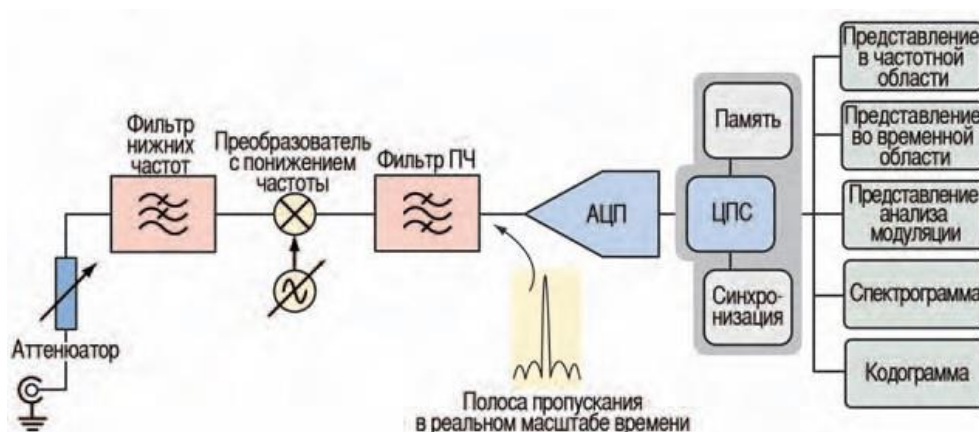 Фильтр
нижних
частот
Преобразователь
с понижением
частоты
Фильтр ПЧ
АЦП
Память
ЦПС
Синхро-
низация
Представление
в частотной
области
Представление
во временной
области
Представление
анализа
модуляции
Спектрограмма
Кодограмма
Аттенюатор
Полоса пропускания
в реальном масштабе времени